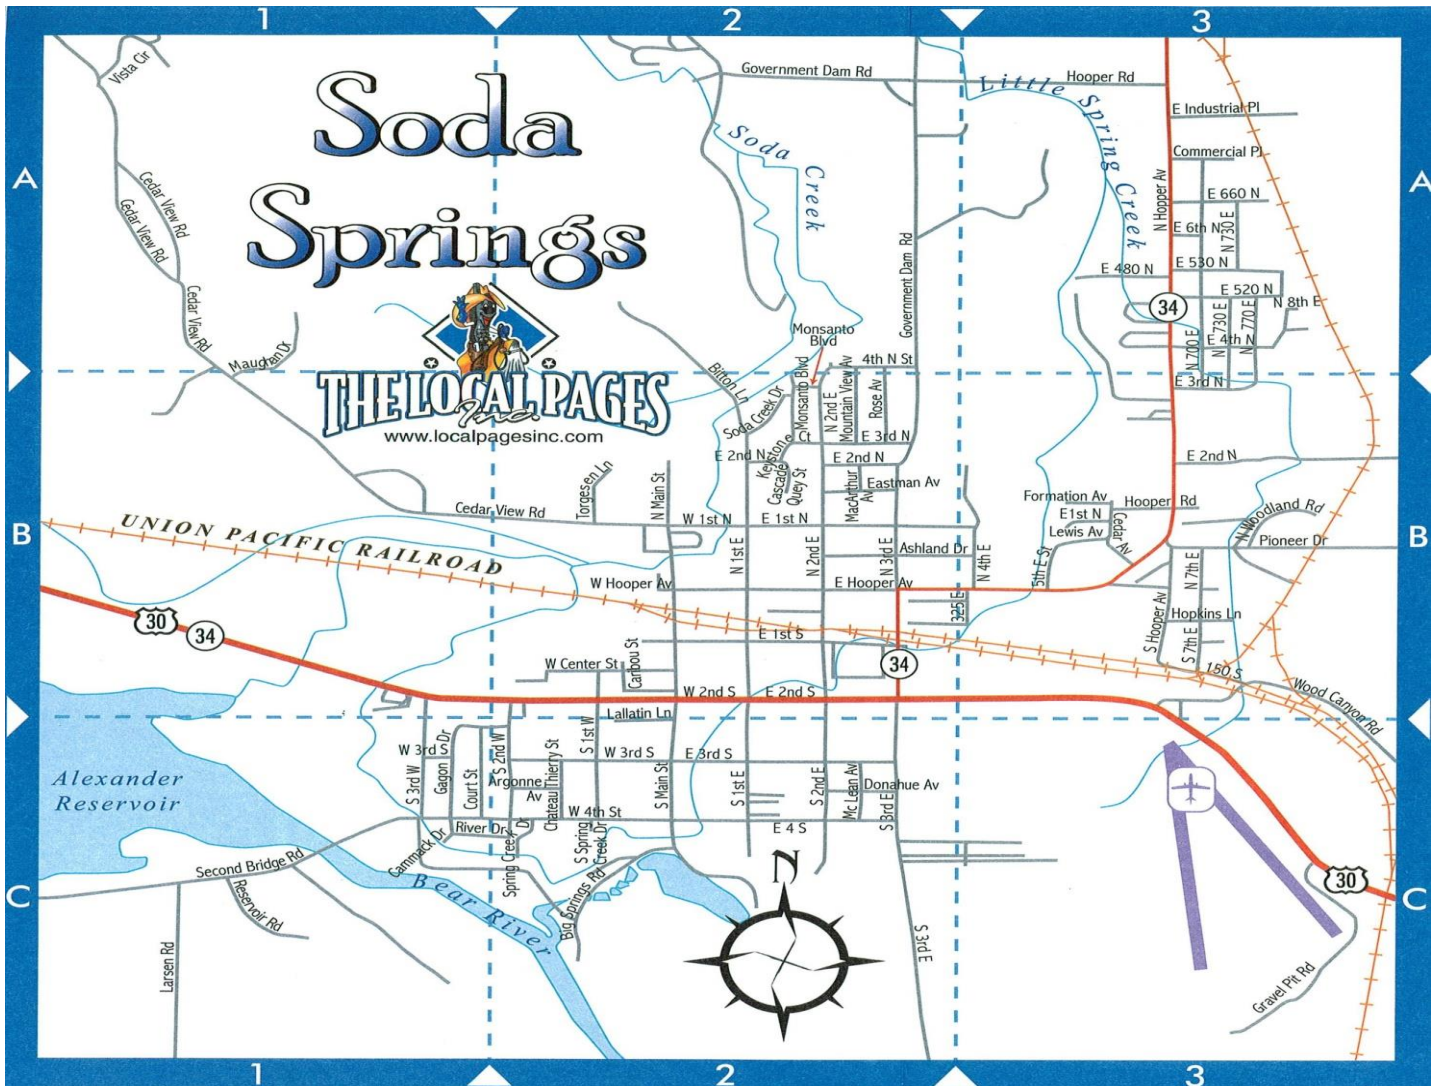 1
2
3
A
A
B
B
C
C
1
2
3
Soda
Springs
THE LOCAL PAGES
Inc.
www.localpagesinc.com
Vista Cir
Government Dam Rd
Hooper Rd
Little Spring Creek
E Industrial Pl
Soda Creek
Commercial Pl
Cedar View Rd
Cedar View Rd
N Hopper Av
E 660 N
E 6th N
N 730 E
Government Dam Rd
E 530 N
E 480 N
E 520 N
N 8th E
Cedar View Rd
34
Monsanto
Blvd
N 700 E
N 730 E
N 770 E
E 4th N
Maughan Dr
4th N St
Bitton Ln
Monsanto Blvd
N 2nd E
Mountain View Av
Rose Av
E 3rd N
Soda Creek Dr
Keystone Ct
E 3rd N
E 2nd N
E 2nd N
E 2nd N
Cascade
Quey St
MacArthur
Av
Eastman Av
Torgesen Ln
N Main St
Formation Av
Hooper Rd
Cedar View Rd
W 1st N
E 1st N
E1st N
Lewis Av
Cedar Av
N Woodland Rd
Pioneer Dr
UNION PACIFIC RAILROAD
N 1st E
N 2nd E
N 3rd E
Ashland Dr
N 4th E
5th E St
N 7th E
W Hooper Av
E Hooper Av
325 E
S Hooper Av
Hopkins Ln
30
34
E 1st S
S 7th E
150 S
W Center St
Caribou St
34
W 2nd S
E 2nd S
Wood Canyon Rd
Lallatin Ln
S 1st W
W 3rd S
Gagon Dr
S 2nd W
W 3rd S
E 3rd S
Alexander
Reservoir
S 3rd W
Court St
Argonne
Av
Chateau Thierry St
S Main St
S 1st E
S 2nd E
Mc Lean Av
Donahue Av
S 3rd E
W 4th St
E 4 S
River Dr
Cammack Dr
Spring Creek Dr
S Spring
Creek Dr
Second Bridge Rd
Bear River
Big Springs Rd
N
30
Reservoir Rd
Larsen Rd
S 3rd E
Gravel Pit Rd